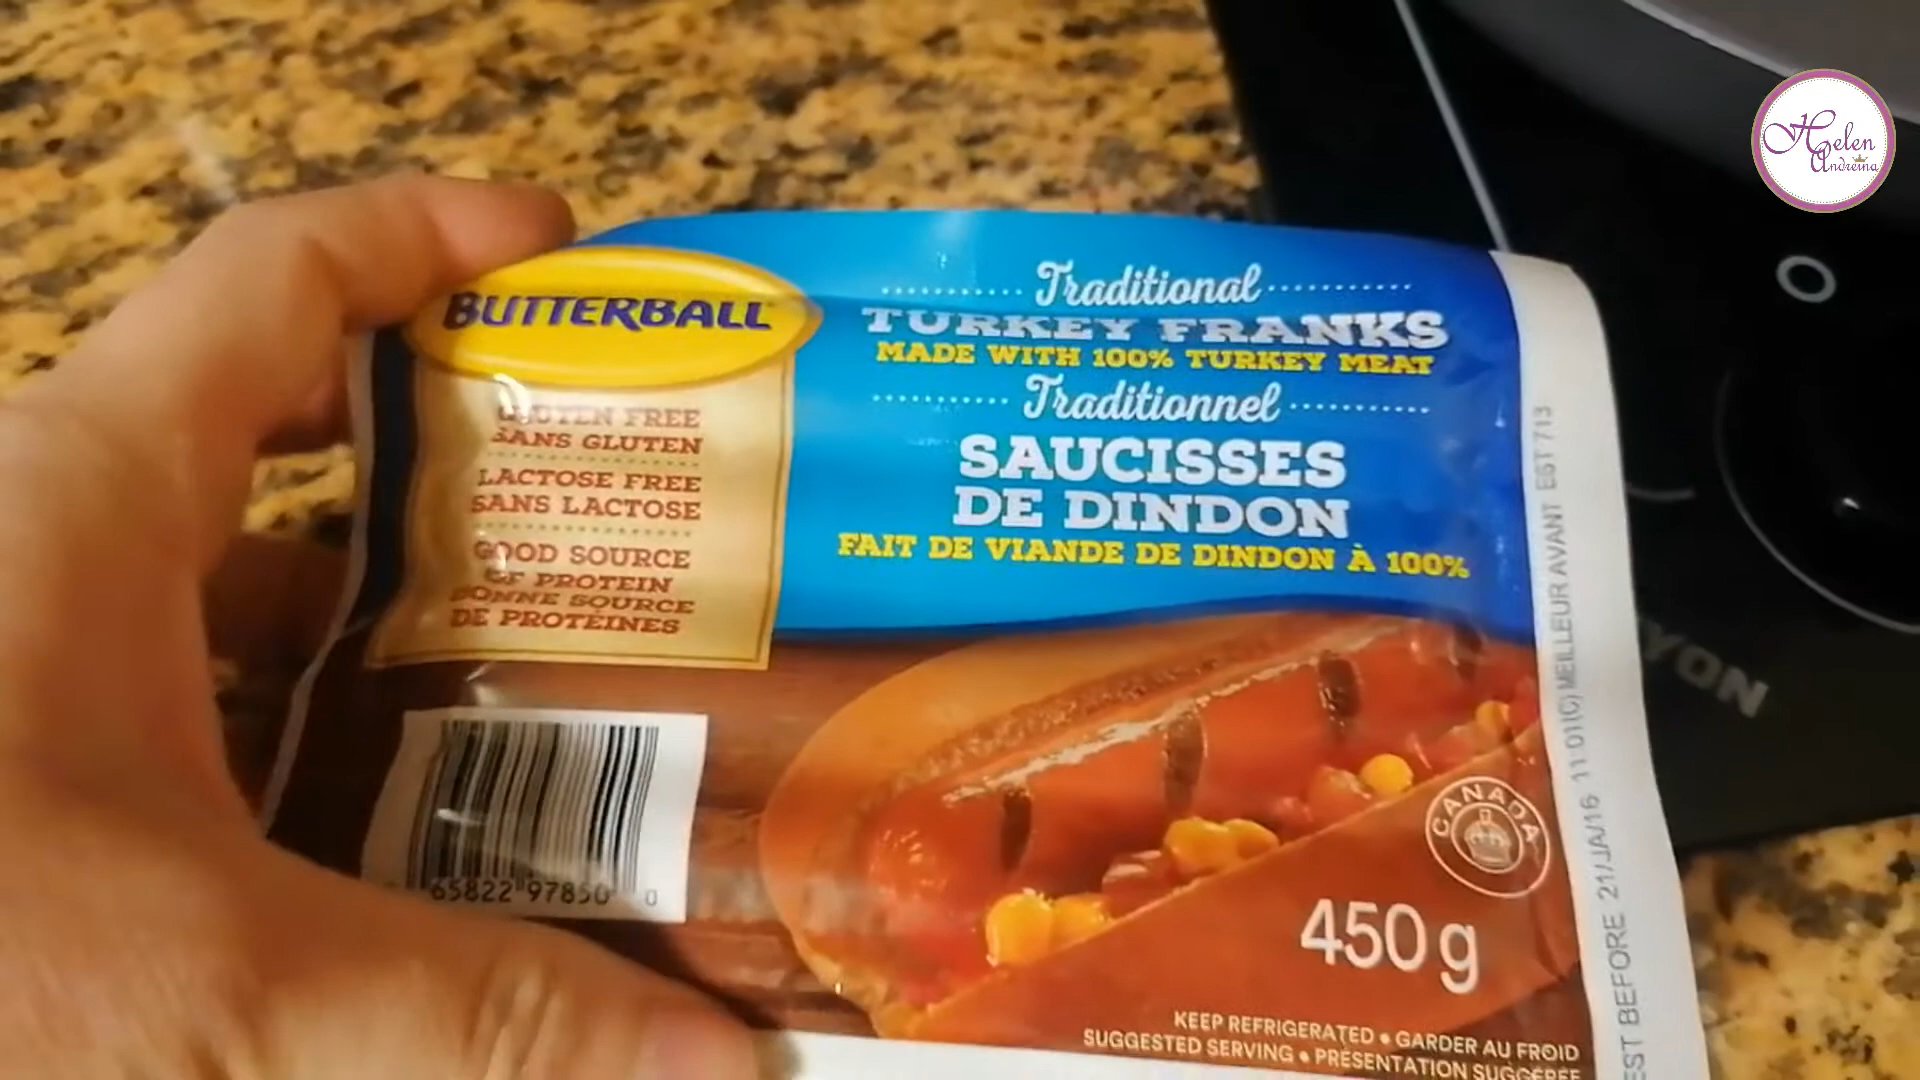 Helen
Andreina
BUTTERBALL
GLUTEN FREE
SANS GLUTEN
LACTOSE FREE
SANS LACTOSE
GOOD SOURCE
OF PROTEIN
BONNE SOURCE
DE PROTÉINES
Traditional
TURKEY FRANKS
MADE WITH 100% TURKEY MEAT
Traditionnel
SAUCISSES
DE DINDON
FAIT DE VIANDE DE DINDON À 100%
65822 97850 0
CANADA
450 g
KEEP REFRIGERATED • GARDER AU FROID
SUGGESTED SERVING • PRÉSENTATION SUGGÉRÉE
EST BEFORE 21/JA/16 11:01(C) MEILLEUR AVANT EST 713
YON